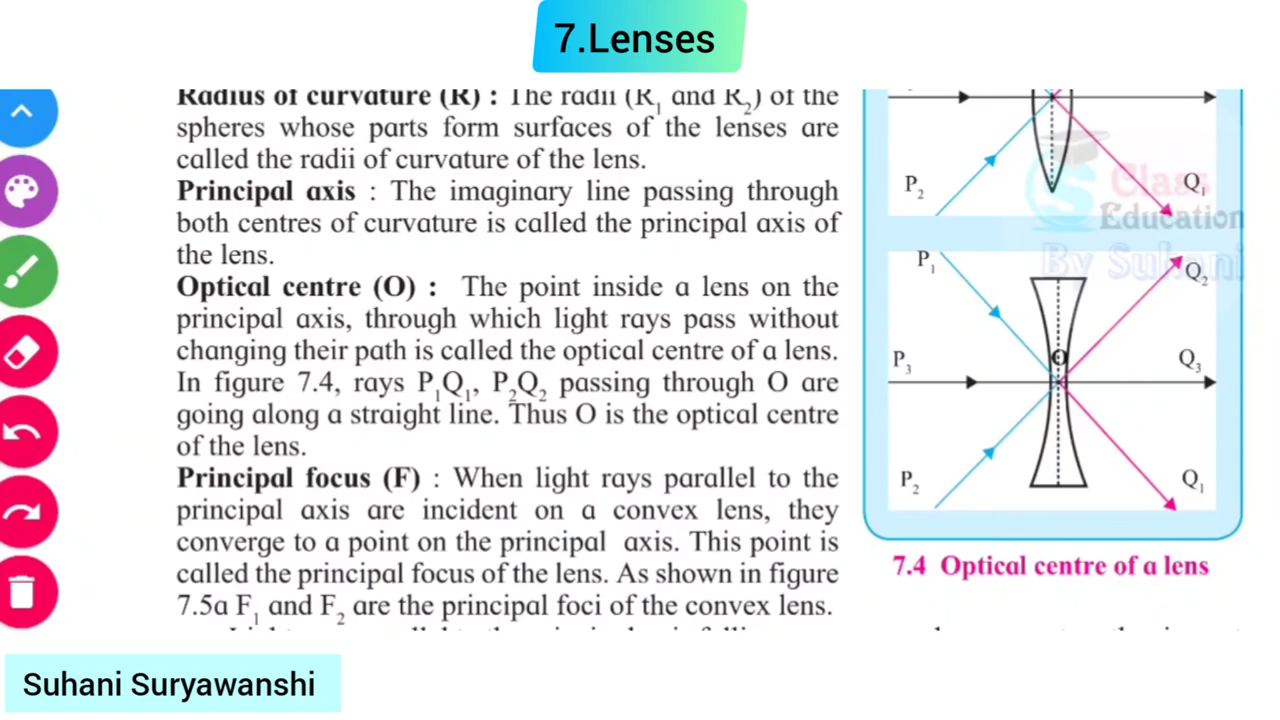 7.Lenses
Radius of curvature (R) : The radii (R₁ and R₂) of the
spheres whose parts form surfaces of the lenses are
called the radii of curvature of the lens.
Principal axis : The imaginary line passing through
both centres of curvature is called the principal axis of
the lens.
Optical centre (O) : The point inside a lens on the
principal axis, through which light rays pass without
changing their path is called the optical centre of a lens.
In figure 7.4, rays P₁Q₁, P₂Q₂ passing through O are
going along a straight line. Thus O is the optical centre
of the lens.
Principal focus (F) : When light rays parallel to the
principal axis are incident on a convex lens, they
converge to a point on the principal axis. This point is
called the principal focus of the lens. As shown in figure
7.5a F₁ and F₂ are the principal foci of the convex lens.
P₂
Q₁
Class
Education
By Suhani
P₁
Q₂
P₃
O
Q₃
P₂
Q₁
7.4 Optical centre of a lens
Suhani Suryawanshi